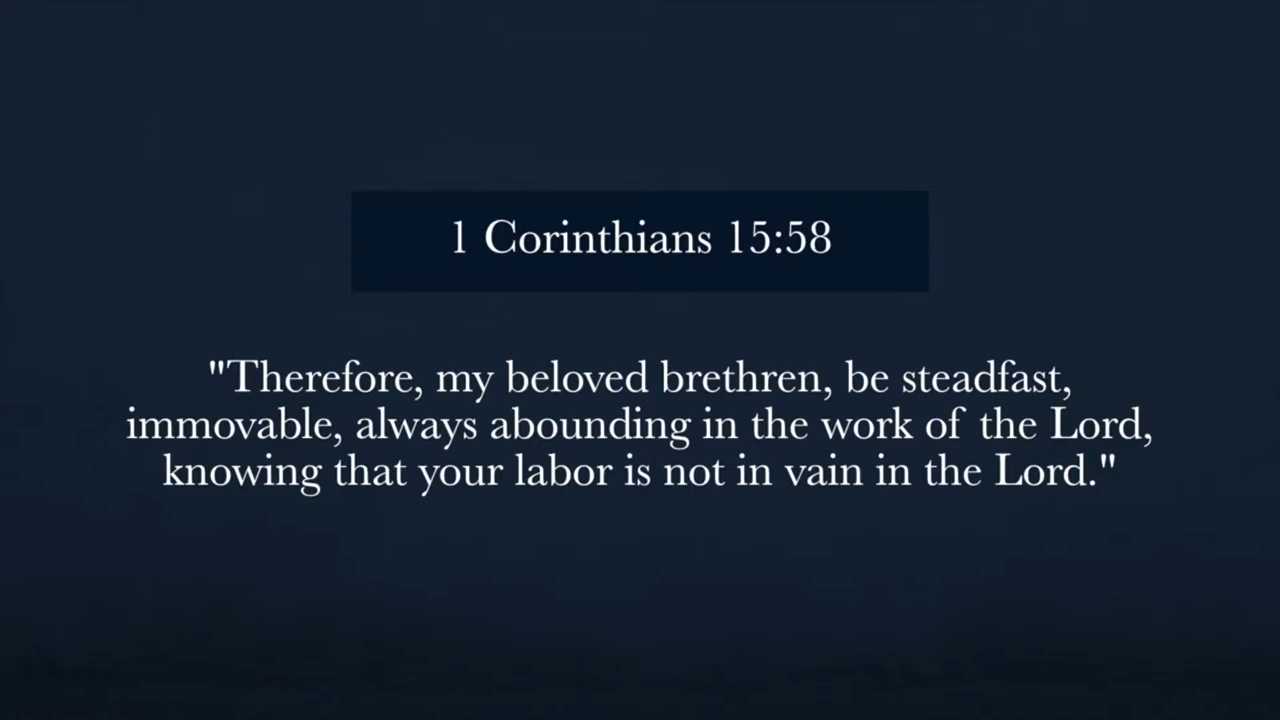 1 Corinthians 15:58
"Therefore, my beloved brethren, be steadfast,
immovable, always abounding in the work of the Lord,
knowing that your labor is not in vain in the Lord."